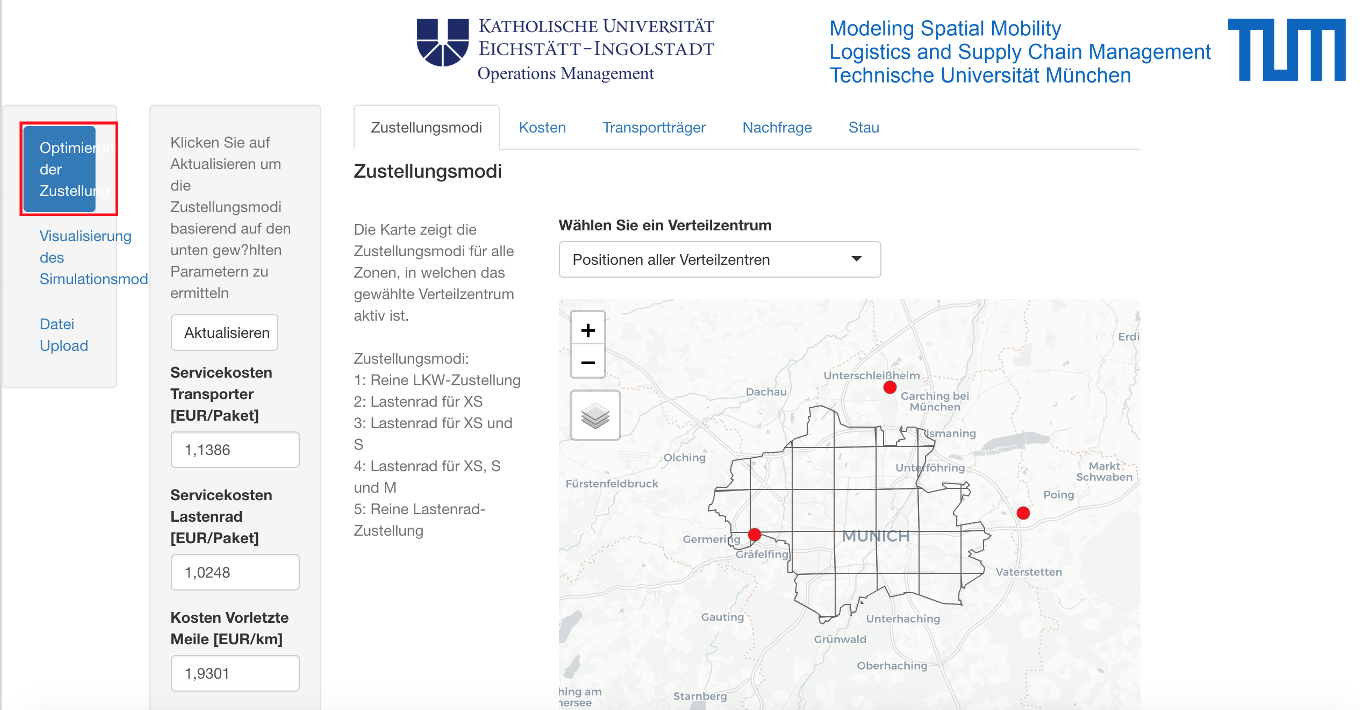 KATHOLISCHE UNIVERSITÄT
EICHSTÄTT-INGOLSTADT
Operations Management
Modeling Spatial Mobility
Logistics and Supply Chain Management
Technische Universität München
TUM
Optimierun
der
Zustellung
Visualisierung
des
Simulationsmod
Datei
Upload
Klicken Sie auf
Aktualisieren um
die
Zustellungsmodi
basierend auf den
unten gew?hlten
Parametern zu
ermitteln
Aktualisieren
Servicekosten
Transporter
[EUR/Paket]
1,1386
Servicekosten
Lastenrad
[EUR/Paket]
1,0248
Kosten Vorletzte
Meile [EUR/km]
1,9301
Zustellungsmodi Kosten Transportträger Nachfrage Stau
Zustellungsmodi
Die Karte zeigt die
Zustellungsmodi für alle
Zonen, in welchen das
gewählte Verteilzentrum
aktiv ist.
Zustellungsmodi:
1: Reine LKW-Zustellung
2: Lastenrad für XS
3: Lastenrad für XS und
S
4: Lastenrad für XS, S
und M
5: Reine Lastenrad-
Zustellung
Wählen Sie ein Verteilzentrum
Positionen aller Verteilzentren
+
−
Erdi
Unterschleißheim
Dachau
Garching bei
München
Ismaning
Olching
Unterföhring
Markt
Schwaben
Fürstenfeldbruck
Poing
Germering
MUNICH
Gräfelfing
Vaterstetten
Gauting
Unterhaching
Grünwald
Oberhaching
hing am
nersee
Starnberg